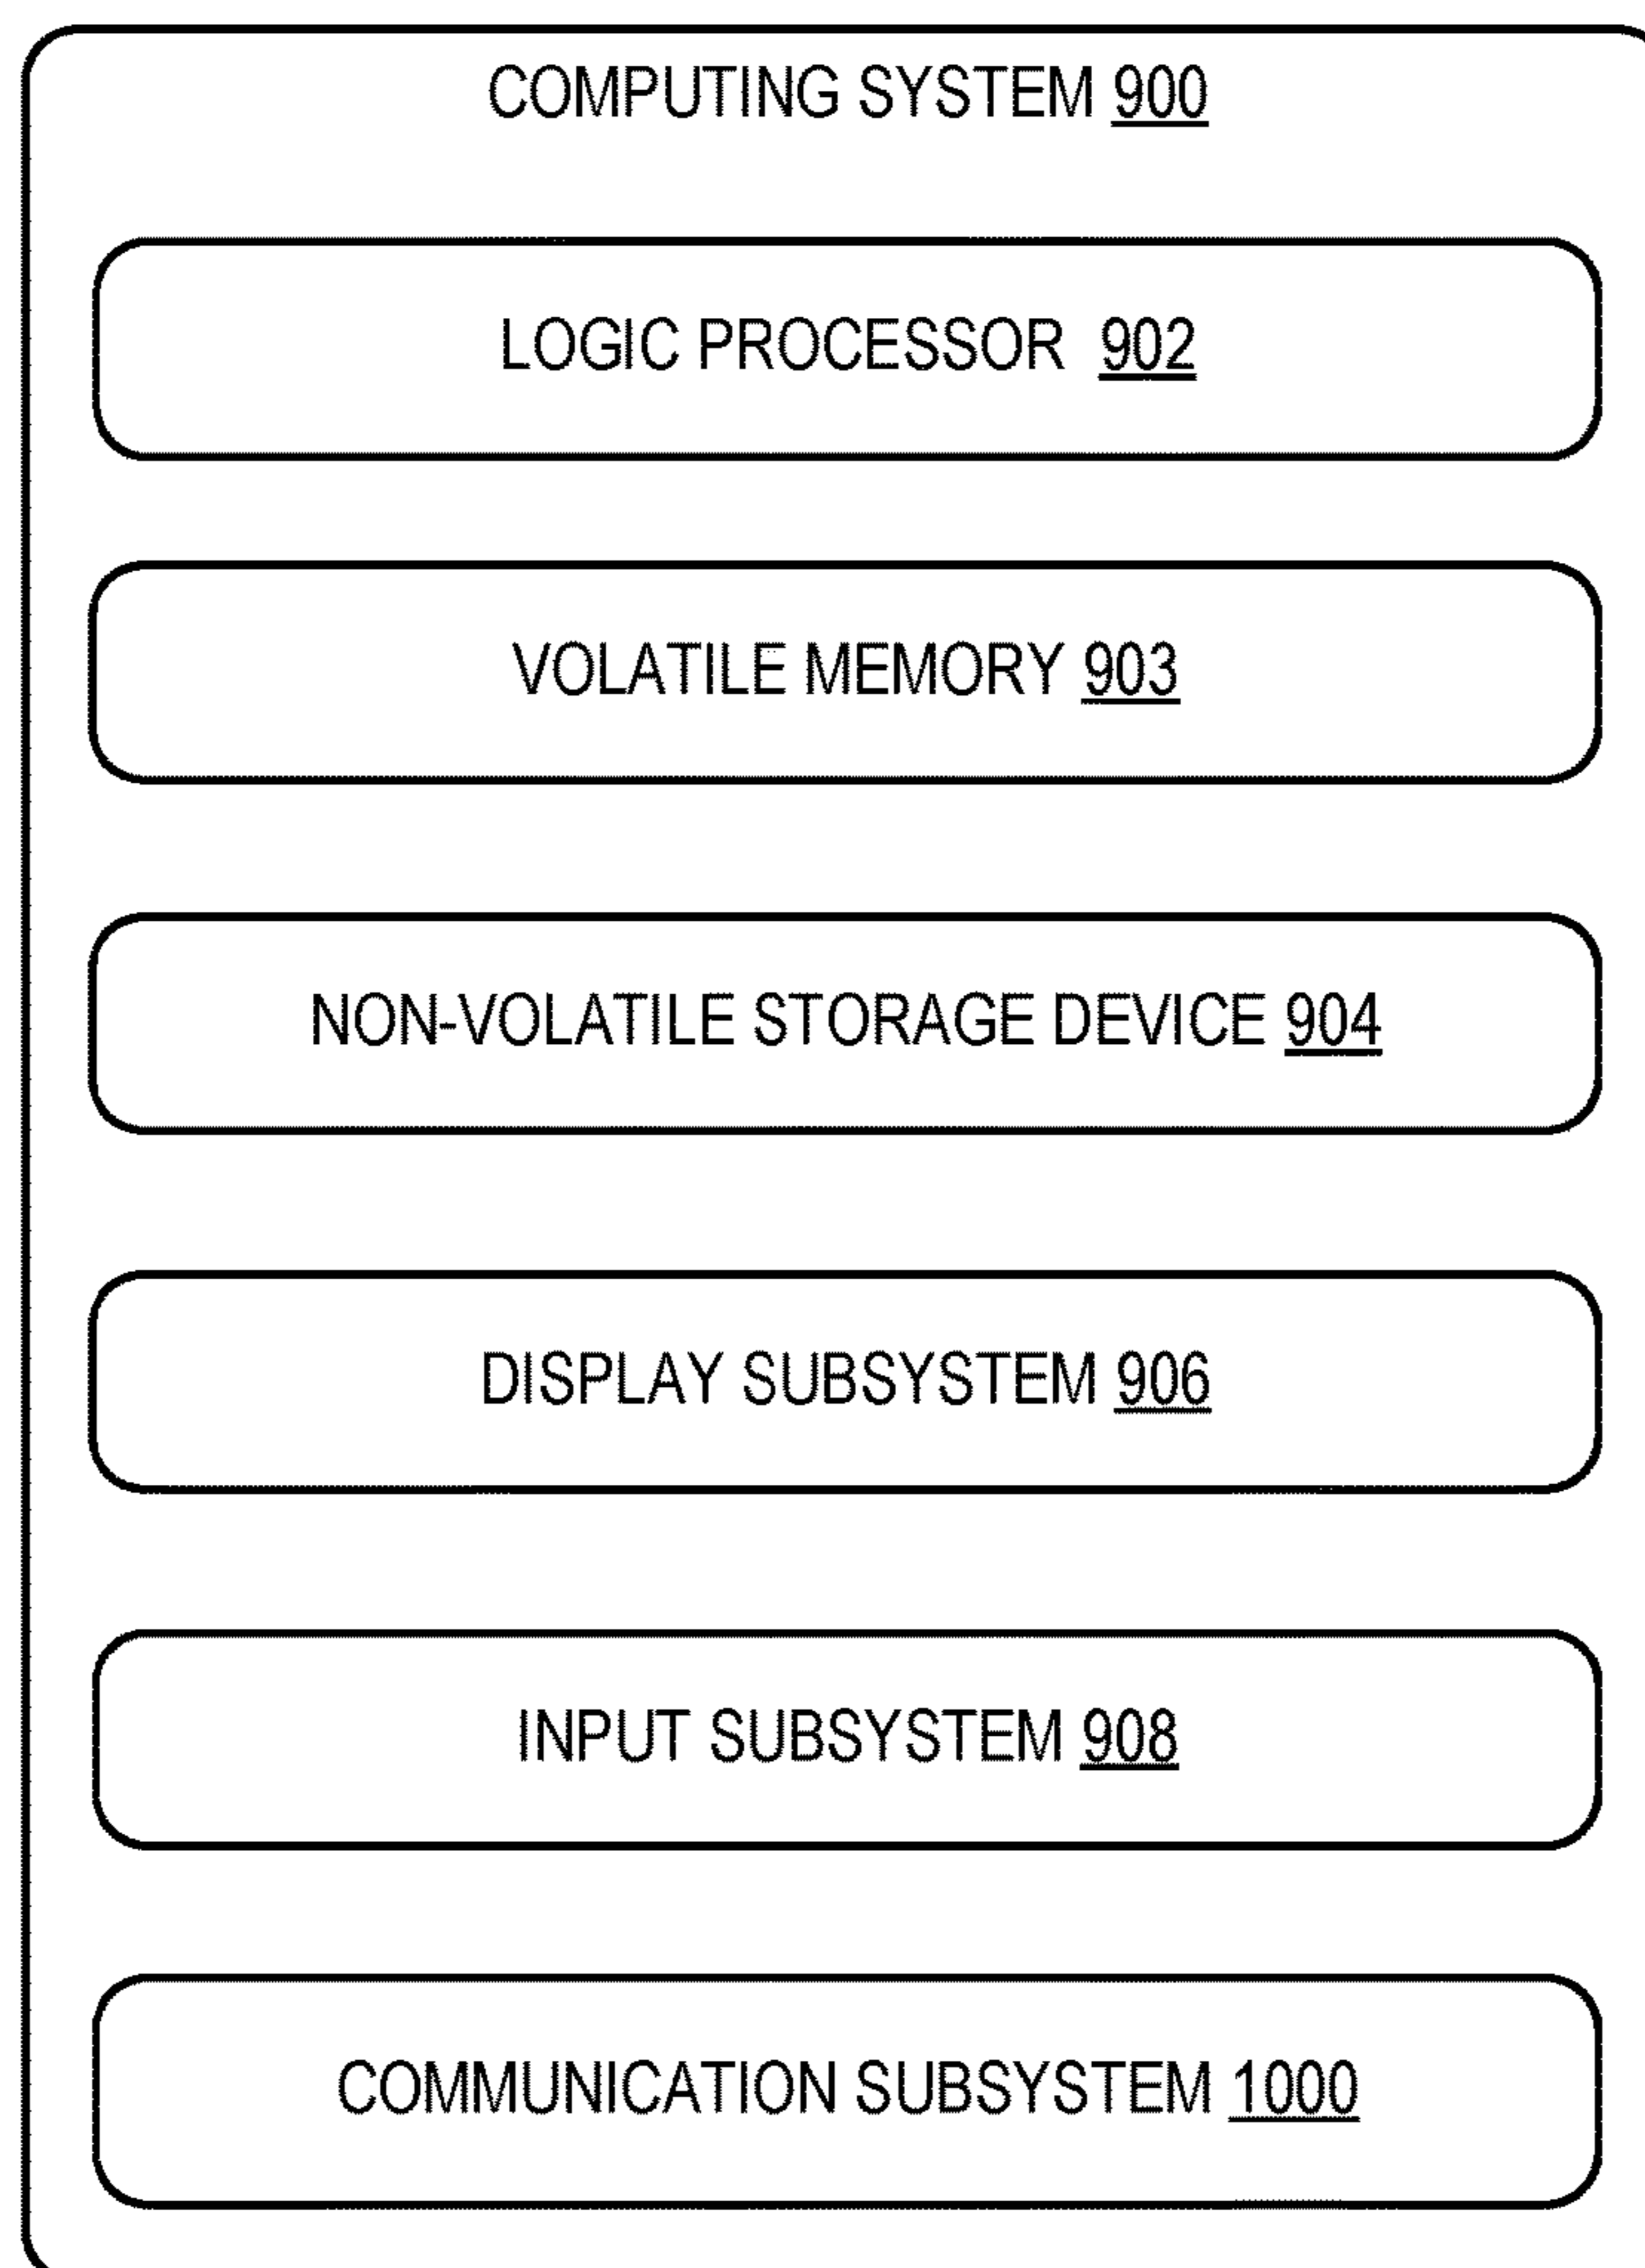 COMPUTING SYSTEM 900
LOGIC PROCESSOR 902
VOLATILE MEMORY 903
NON-VOLATILE STORAGE DEVICE 904
DISPLAY SUBSYSTEM 906
INPUT SUBSYSTEM 908
COMMUNICATION SUBSYSTEM 1000